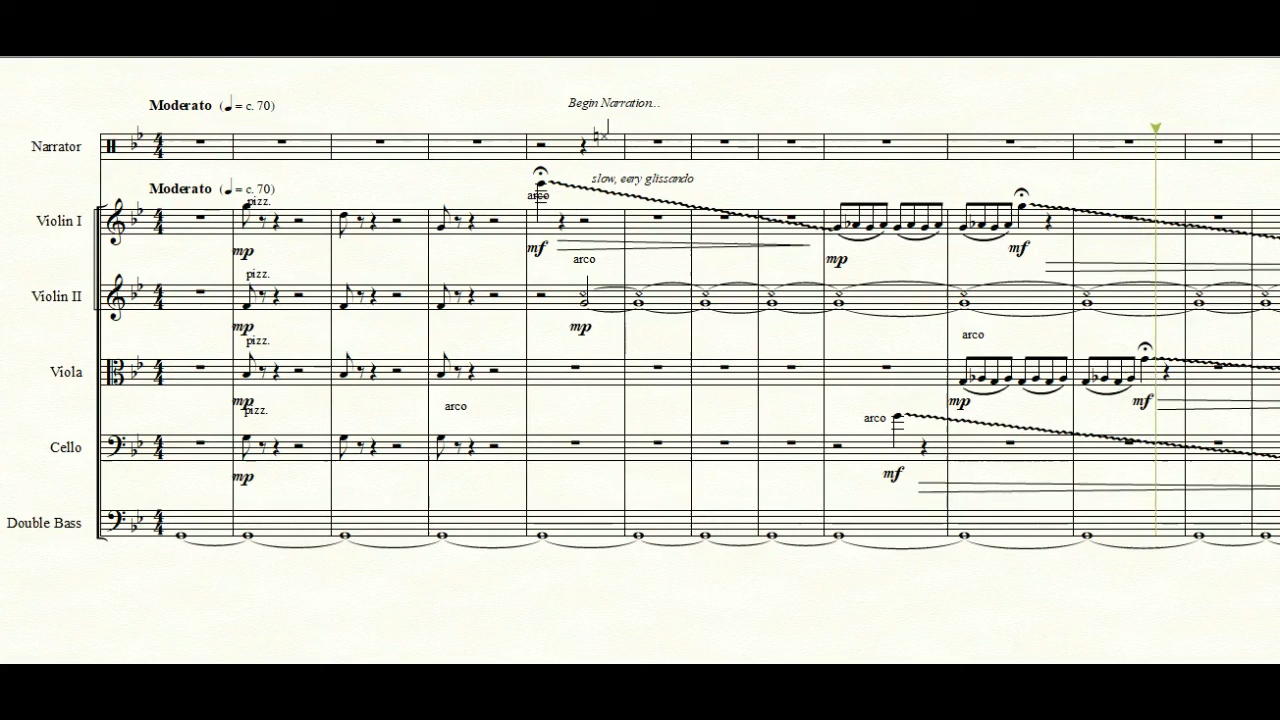 Moderato (♩ = c. 70)
Begin Narration...
Narrator
Moderato (♩ = c. 70)
slow, eery glissando
pizz.
arco
Violin I
mp
mf
mp
mf
pizz.
arco
Violin II
mp
mp
pizz.
arco
Viola
mp
mp
mf
pizz.
arco
arco
Cello
mp
mf
Double Bass